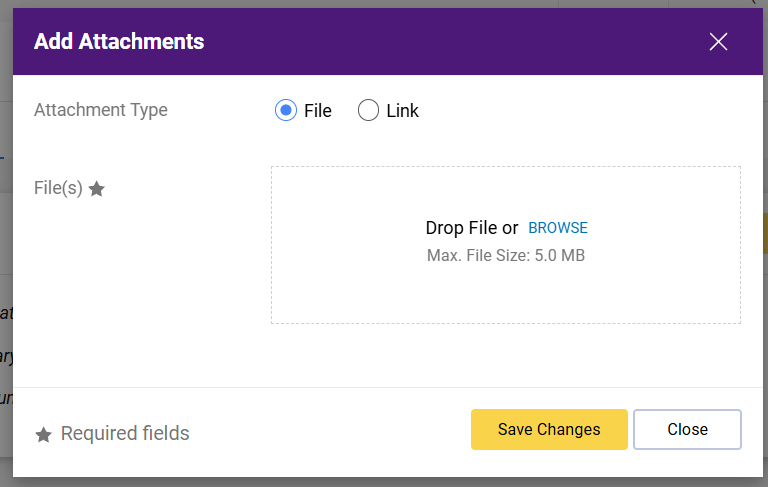 Add Attachments
Attachment Type File Link
File(s)
Drop File or BROWSE
Max. File Size: 5.0 MB
Required fields Save Changes Close